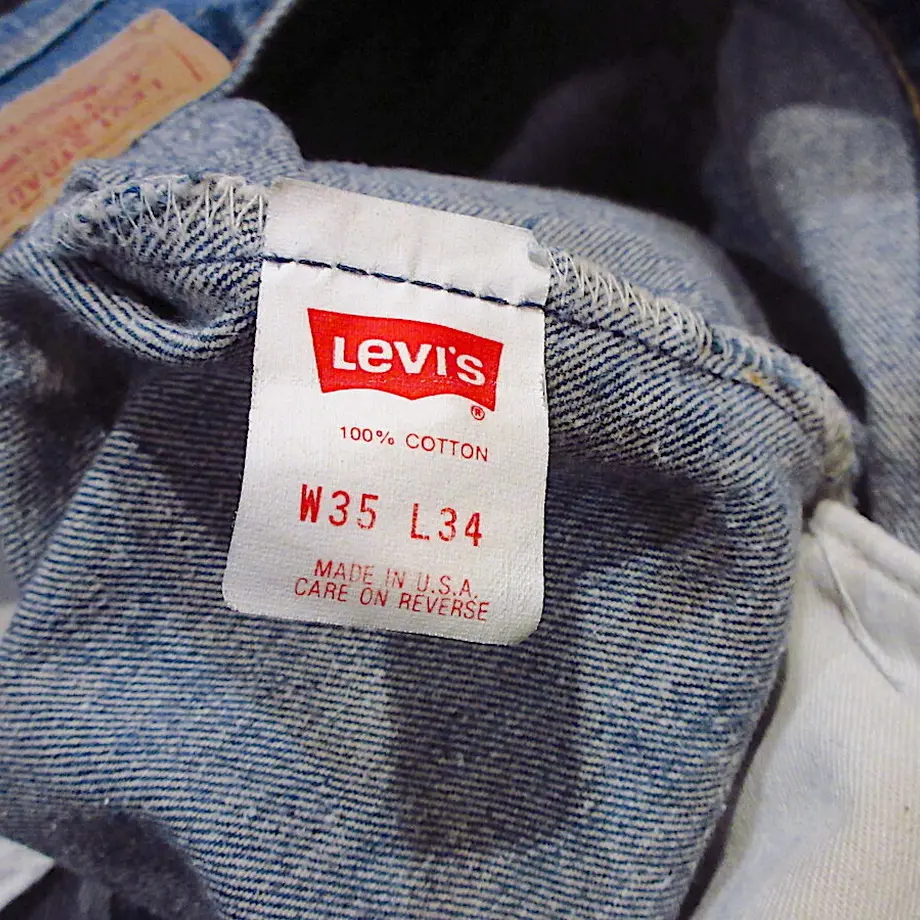 LEVI'S
®
100% COTTON
W35 L34
MADE IN U.S.A.
CARE ON REVERSE